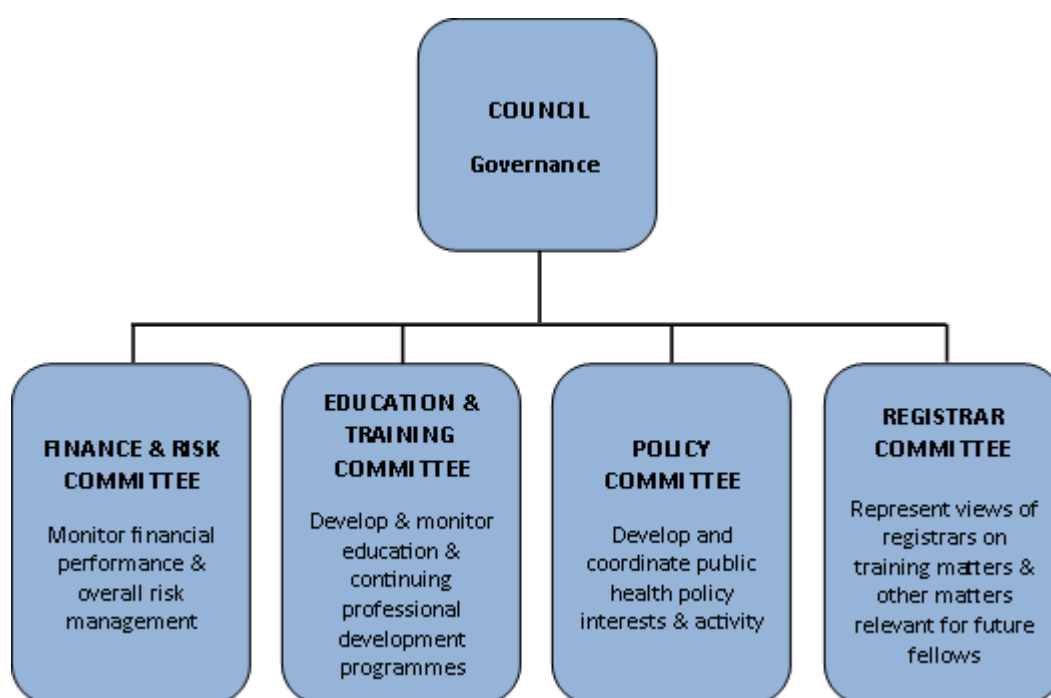 COUNCIL
Governance
FINANCE & RISK
COMMITTEE
Monitor financial
performance &
overall risk
management
EDUCATION &
TRAINING
COMMITTEE
Develop & monitor
education &
continuing
professional
development
programmes
POLICY
COMMITTEE
Develop and
coordinate public
health policy
interests & activity
REGISTRAR
COMMITTEE
Represent views of
registrars on
training matters &
other matters
relevant for future
fellows